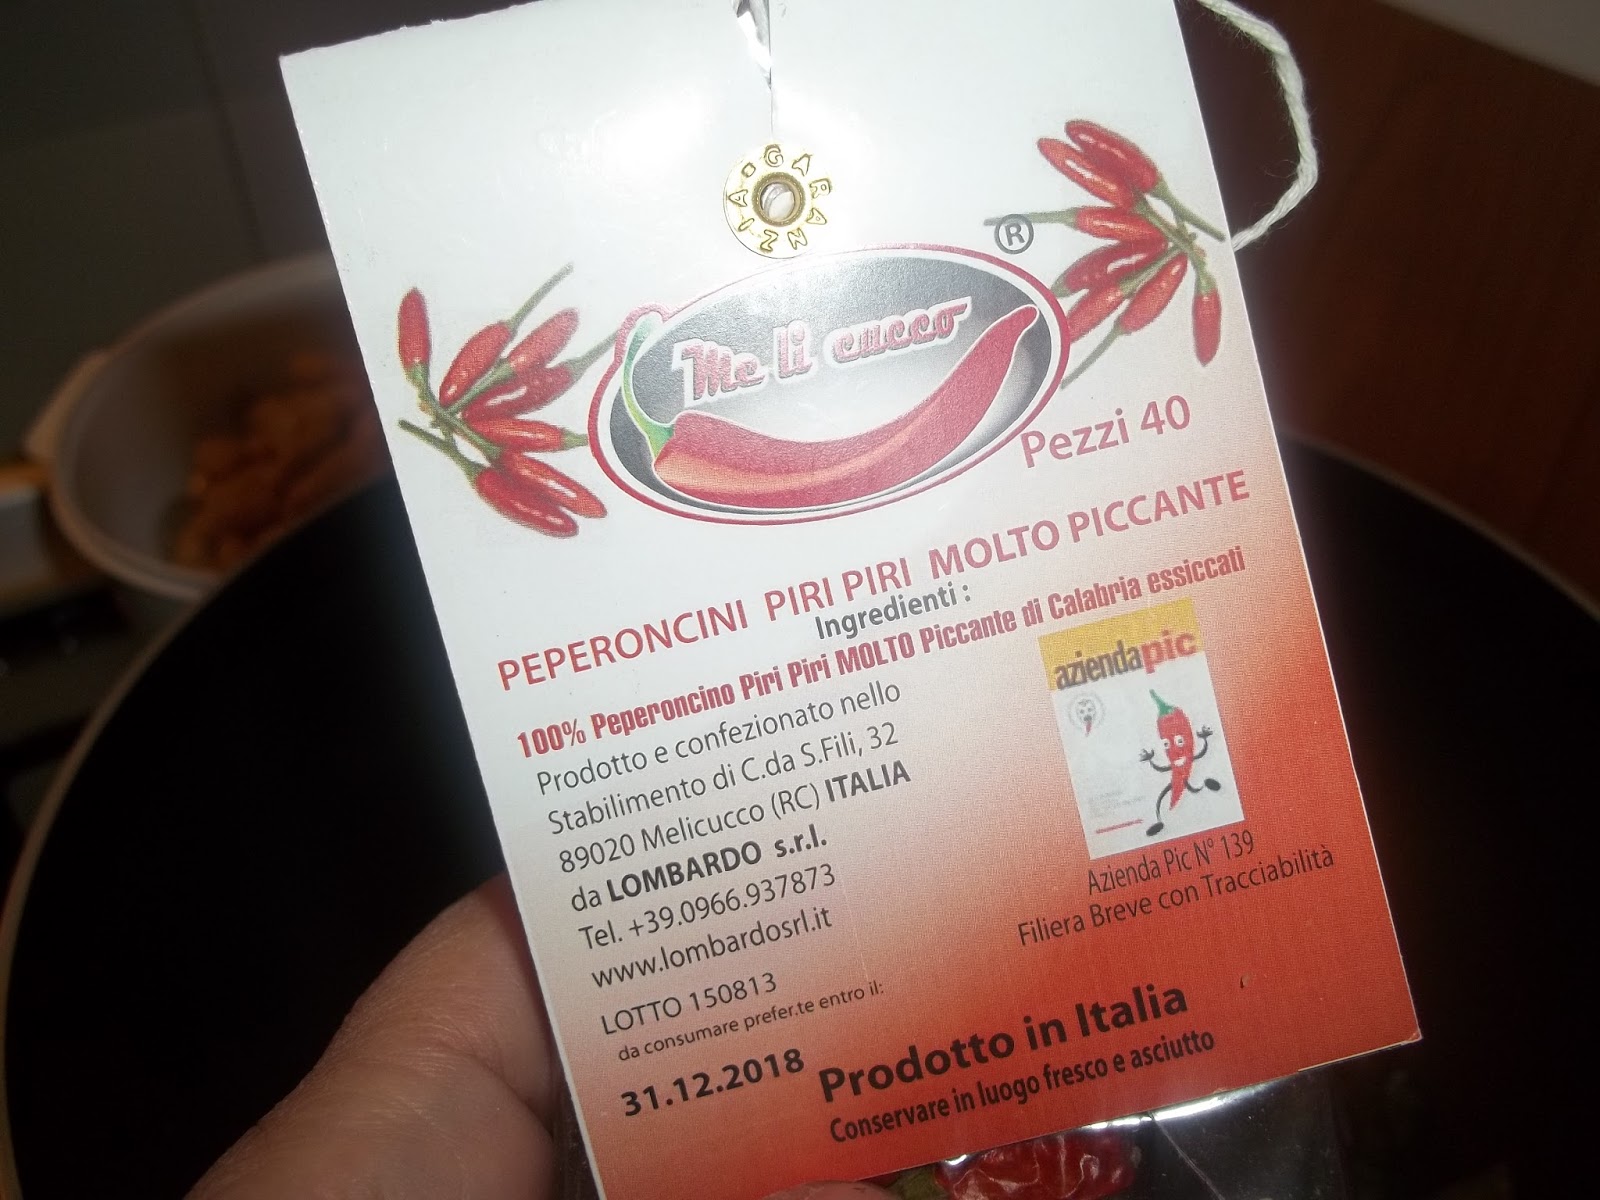 GARANZIA
®
Me li cucco
Pezzi 40
PEPERONCINI PIRI PIRI MOLTO PICCANTE
Ingredienti :
100% Peperoncino Piri Piri MOLTO Piccante di Calabria essiccati
Prodotto e confezionato nello
Stabilimento di C.da S.Fili, 32
89020 Melicucco (RC) ITALIA
da LOMBARDO s.r.l.
Tel. +39.0966.937873
www.lombardosrl.it
aziendapic
Azienda Pic N° 139
Filiera Breve con Tracciabilità
LOTTO 150813
da consumare prefer.te entro il:
31.12.2018
Prodotto in Italia
Conservare in luogo fresco e asciutto